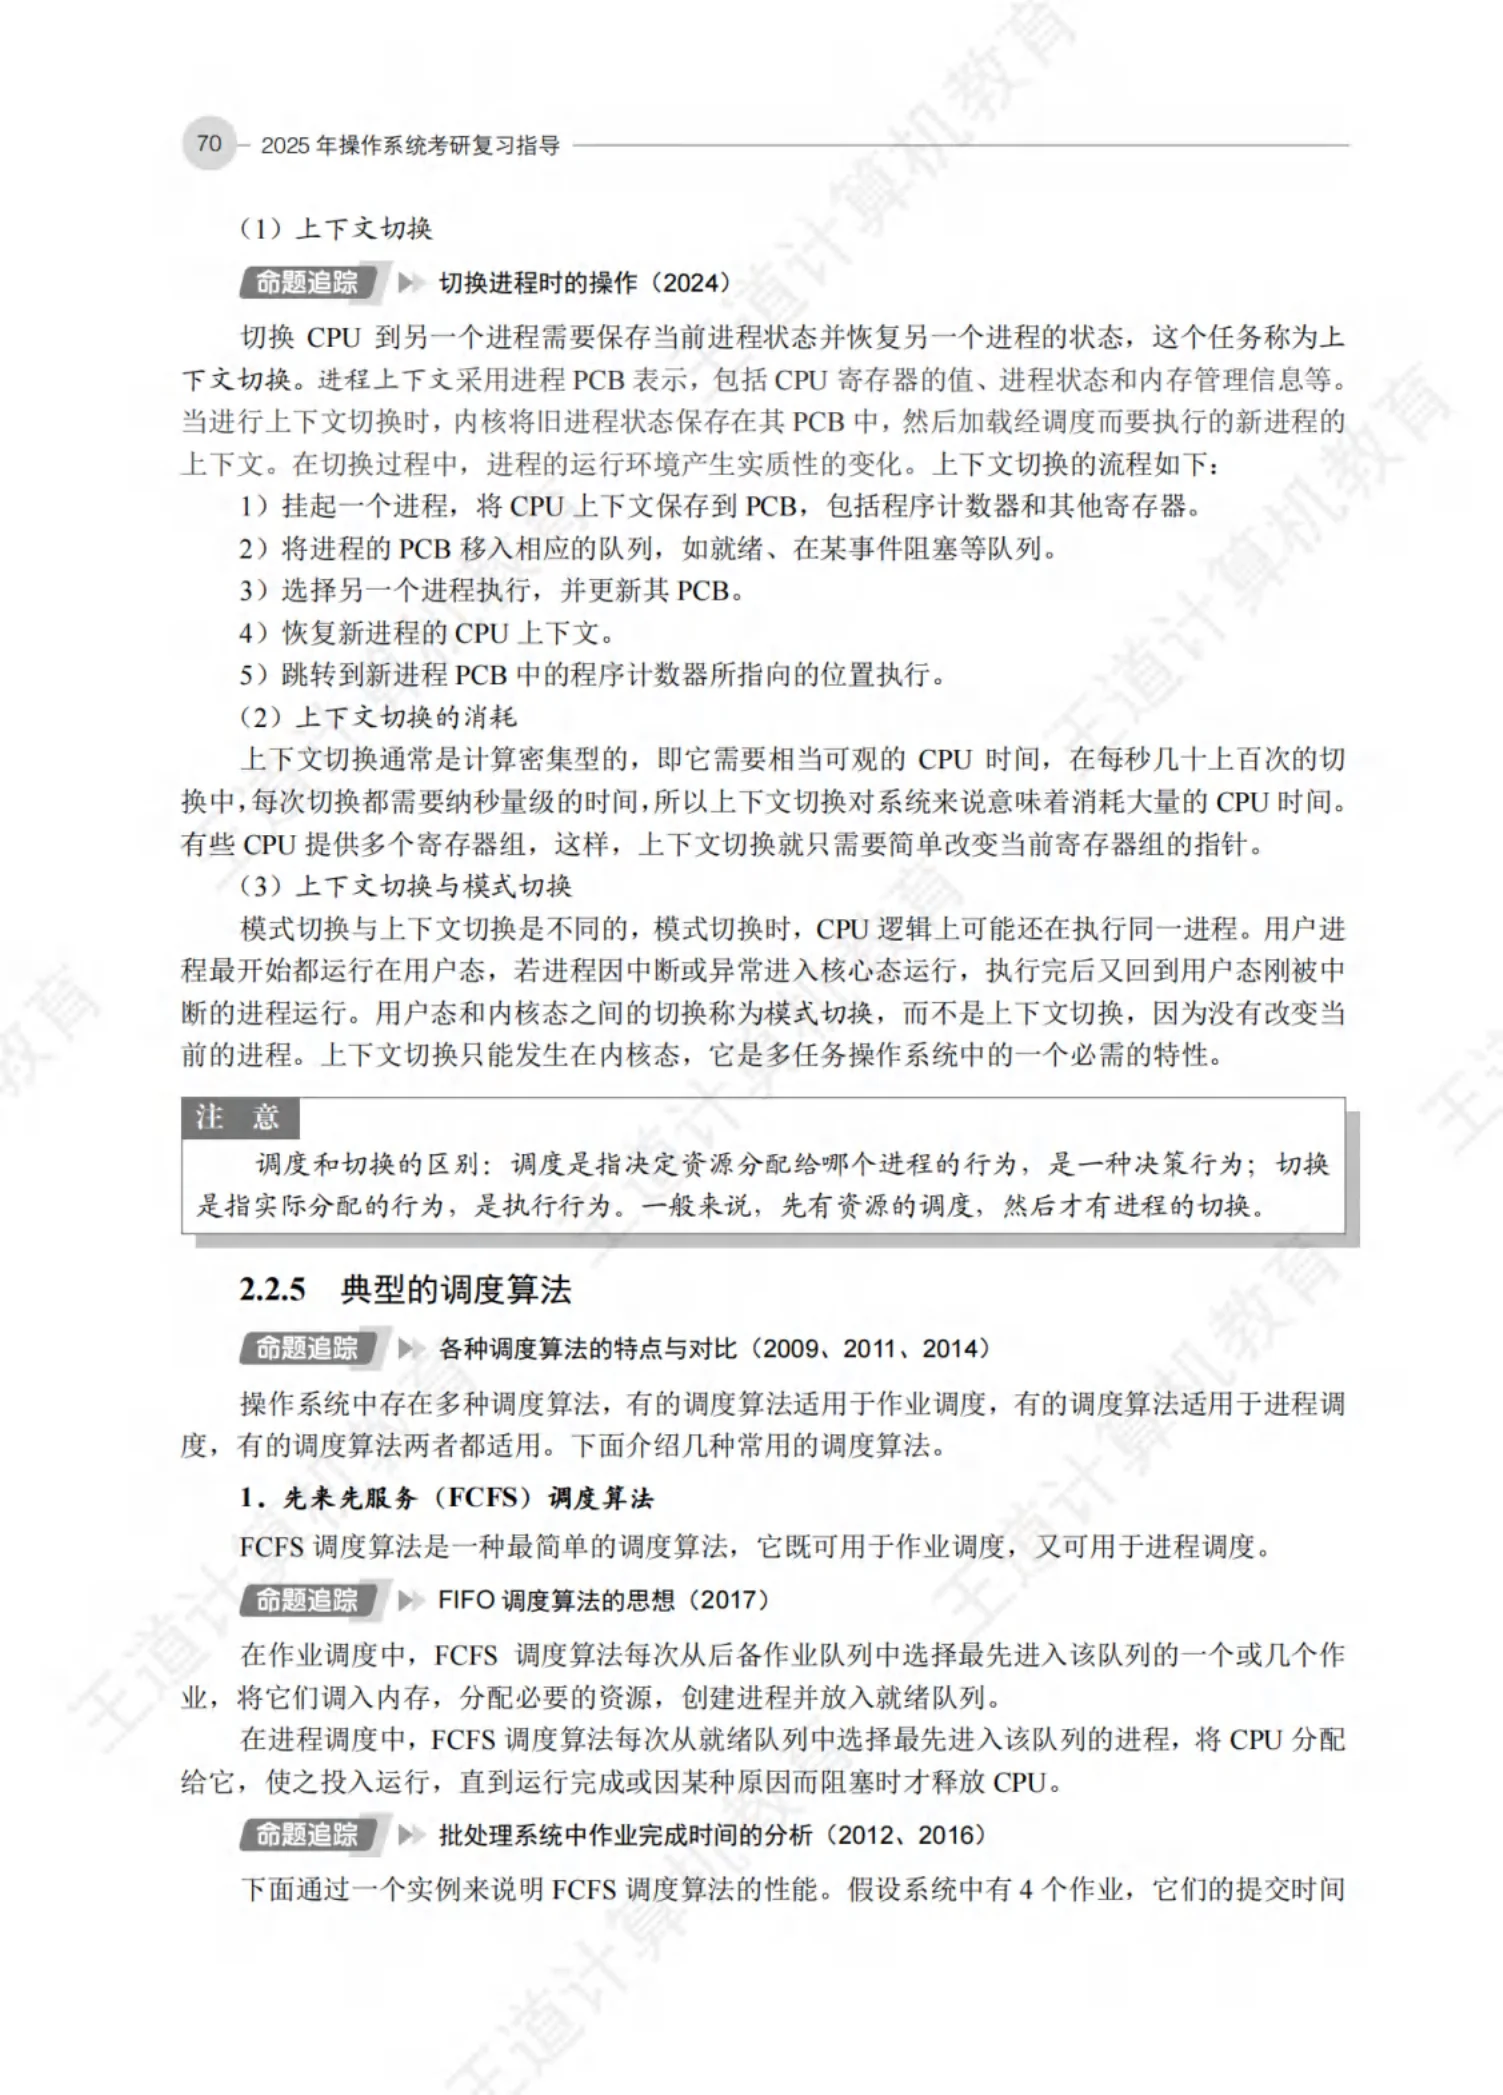 70 2025 年操作系统考研复习指导
（1）上下文切换
命题追踪 切换进程时的操作（2024）
切换 CPU 到另一个进程需要保存当前进程状态并恢复另一个进程的状态，这个任务称为上
下文切换。进程上下文采用进程 PCB 表示，包括 CPU 寄存器的值、进程状态和内存管理信息等。
当进行上下文切换时，内核将旧进程状态保存在其 PCB 中，然后加载经调度而要执行的新进程的
上下文。在切换过程中，进程的运行环境产生实质性的变化。上下文切换的流程如下：
1）挂起一个进程，将 CPU 上下文保存到 PCB，包括程序计数器和其他寄存器。
2）将进程的 PCB 移入相应的队列，如就绪、在某事件阻塞等队列。
3）选择另一个进程执行，并更新其 PCB。
4）恢复新进程的 CPU 上下文。
5）跳转到新进程 PCB 中的程序计数器所指向的位置执行。
（2）上下文切换的消耗
上下文切换通常是计算密集型的，即它需要相当可观的 CPU 时间，在每秒几十上百次的切
换中，每次切换都需要纳秒量级的时间，所以上下文切换对系统来说意味着消耗大量的 CPU 时间。
有些 CPU 提供多个寄存器组，这样，上下文切换就只需要简单改变当前寄存器组的指针。
（3）上下文切换与模式切换
模式切换与上下文切换是不同的，模式切换时，CPU 逻辑上可能还在执行同一进程。用户进
程最开始都运行在用户态，若进程因中断或异常进入核心态运行，执行完后又回到用户态刚被中
断的进程运行。用户态和内核态之间的切换称为模式切换，而不是上下文切换，因为没有改变当
前的进程。上下文切换只能发生在内核态，它是多任务操作系统中的一个必需的特性。
注 意
调度和切换的区别：调度是指决定资源分配给哪个进程的行为，是一种决策行为；切换
是指实际分配的行为，是执行行为。一般来说，先有资源的调度，然后才有进程的切换。
2.2.5 典型的调度算法
命题追踪 各种调度算法的特点与对比（2009、2011、2014）
操作系统中存在多种调度算法，有的调度算法适用于作业调度，有的调度算法适用于进程调
度，有的调度算法两者都适用。下面介绍几种常用的调度算法。
1．先来先服务（FCFS）调度算法
FCFS 调度算法是一种最简单的调度算法，它既可用于作业调度，又可用于进程调度。
命题追踪 FIFO 调度算法的思想（2017）
在作业调度中，FCFS 调度算法每次从后备作业队列中选择最先进入该队列的一个或几个作
业，将它们调入内存，分配必要的资源，创建进程并放入就绪队列。
在进程调度中，FCFS 调度算法每次从就绪队列中选择最先进入该队列的进程，将 CPU 分配
给它，使之投入运行，直到运行完成或因某种原因而阻塞时才释放 CPU。
命题追踪 批处理系统中作业完成时间的分析（2012、2016）
下面通过一个实例来说明 FCFS 调度算法的性能。假设系统中有 4 个作业，它们的提交时间
王道计算机教育
王道计算机教育
王道计算机教育
王道计算机教育
王道计算机教育
王道计算机教育
王道计算机教育